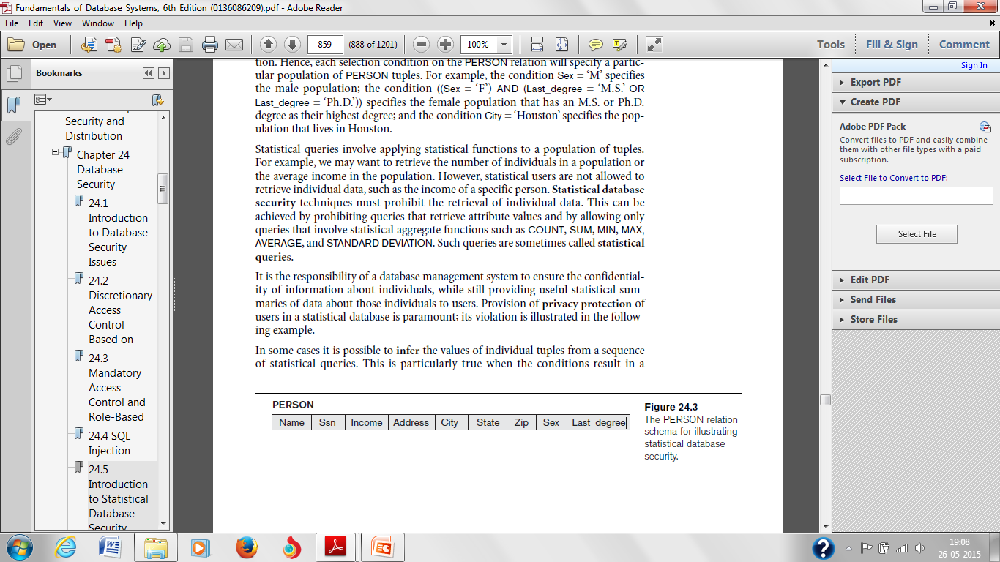 Fundamentals_of_Database_Systems,_6th_Edition_(0136086209).pdf - Adobe Reader
File Edit View Window Help
Open
859
(888 of 1201)
100%
Tools
Fill & Sign
Comment
Bookmarks
Security and
Distribution
Chapter 24
Database
Security
24.1
Introduction
to Database
Security
Issues
24.2
Discretionary
Access
Control
Based on
24.3
Mandatory
Access
Control and
Role-Based
24.4 SQL
Injection
24.5
Introduction
to Statistical
Database
Security
tion. Hence, each selection condition on the PERSON relation will specify a partic-
ular population of PERSON tuples. For example, the condition Sex = ‘M’ specifies
the male population; the condition ((Sex = ‘F’) AND (Last_degree = ‘M.S.’ OR
Last_degree = ‘Ph.D.’)) specifies the female population that has an M.S. or Ph.D.
degree as their highest degree; and the condition City = ‘Houston’ specifies the pop-
ulation that lives in Houston.
Statistical queries involve applying statistical functions to a population of tuples.
For example, we may want to retrieve the number of individuals in a population or
the average income in the population. However, statistical users are not allowed to
retrieve individual data, such as the income of a specific person. Statistical database
security techniques must prohibit the retrieval of individual data. This can be
achieved by prohibiting queries that retrieve attribute values and by allowing only
queries that involve statistical aggregate functions such as COUNT, SUM, MIN, MAX,
AVERAGE, and STANDARD DEVIATION. Such queries are sometimes called statistical
queries.
It is the responsibility of a database management system to ensure the confidential-
ity of information about individuals, while still providing useful statistical sum-
maries of data about those individuals to users. Provision of privacy protection of
users in a statistical database is paramount; its violation is illustrated in the follow-
ing example.
In some cases it is possible to infer the values of individual tuples from a sequence
of statistical queries. This is particularly true when the conditions result in a
PERSON
Name Ssn Income Address City State Zip Sex Last_degree
Figure 24.3
The PERSON relation
schema for illustrating
statistical database
security.
Sign In
Export PDF
Create PDF
Adobe PDF Pack
Convert files to PDF and easily combine
them with other file types with a paid
subscription.
Select File to Convert to PDF:
Select File
Edit PDF
Send Files
Store Files
19:08
26-05-2015